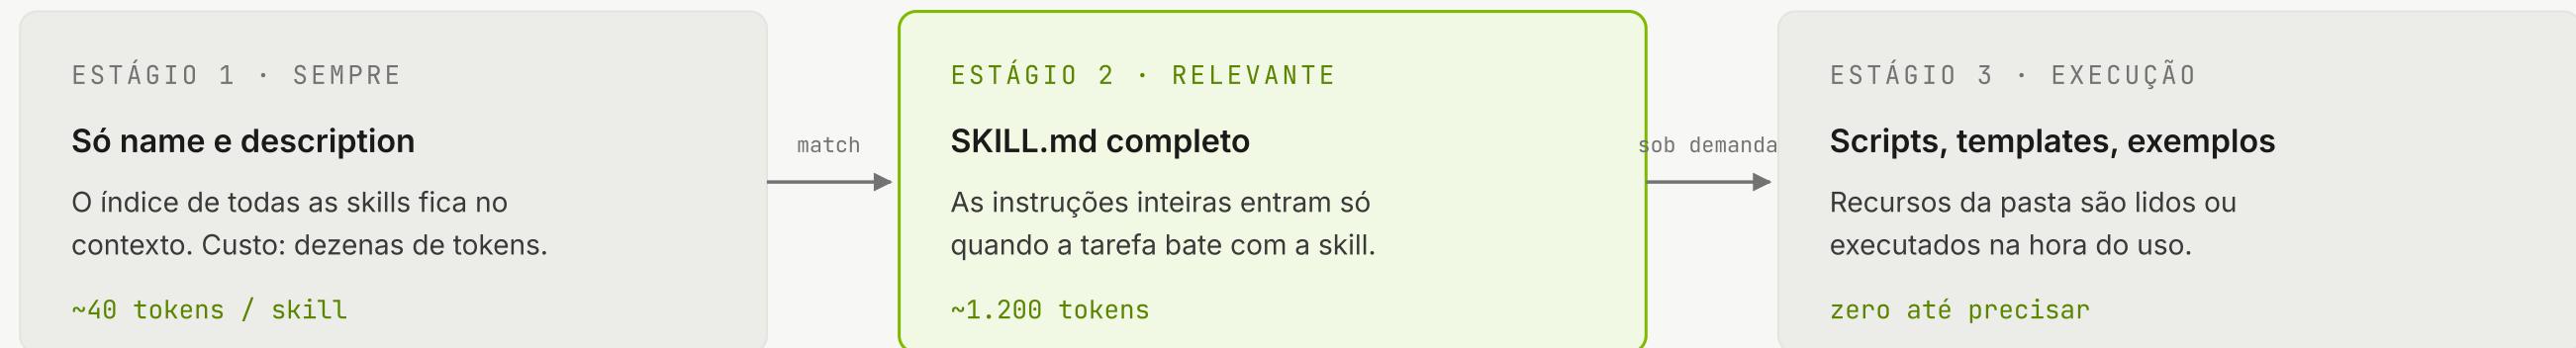 ESTÁGIO 1 · SEMPRE
Só name e description
O índice de todas as skills fica no
contexto. Custo: dezenas de tokens.
~40 tokens / skill
match
ESTÁGIO 2 · RELEVANTE
SKILL.md completo
As instruções inteiras entram só
quando a tarefa bate com a skill.
~1.200 tokens
sob demanda
ESTÁGIO 3 · EXECUÇÃO
Scripts, templates, exemplos
Recursos da pasta são lidos ou
executados na hora do uso.
zero até precisar